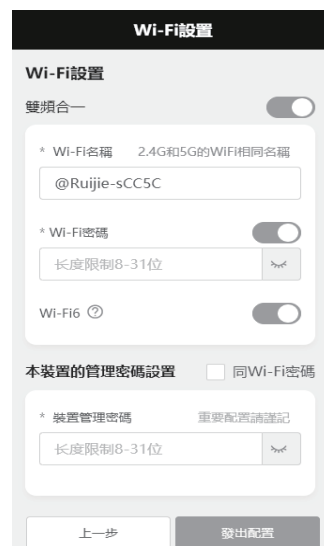 Wi-Fi設置
Wi-Fi設置
雙頻合一
* Wi-Fi名稱 2.4G和5G的WiFi相同名稱
@Ruijie-sCC5C
* Wi-Fi密碼
长度限制8-31位
Wi-Fi6 ?
本裝置的管理密碼設置 同Wi-Fi密碼
* 裝置管理密碼 重要配置請謹記
长度限制8-31位
上一步 發出配置